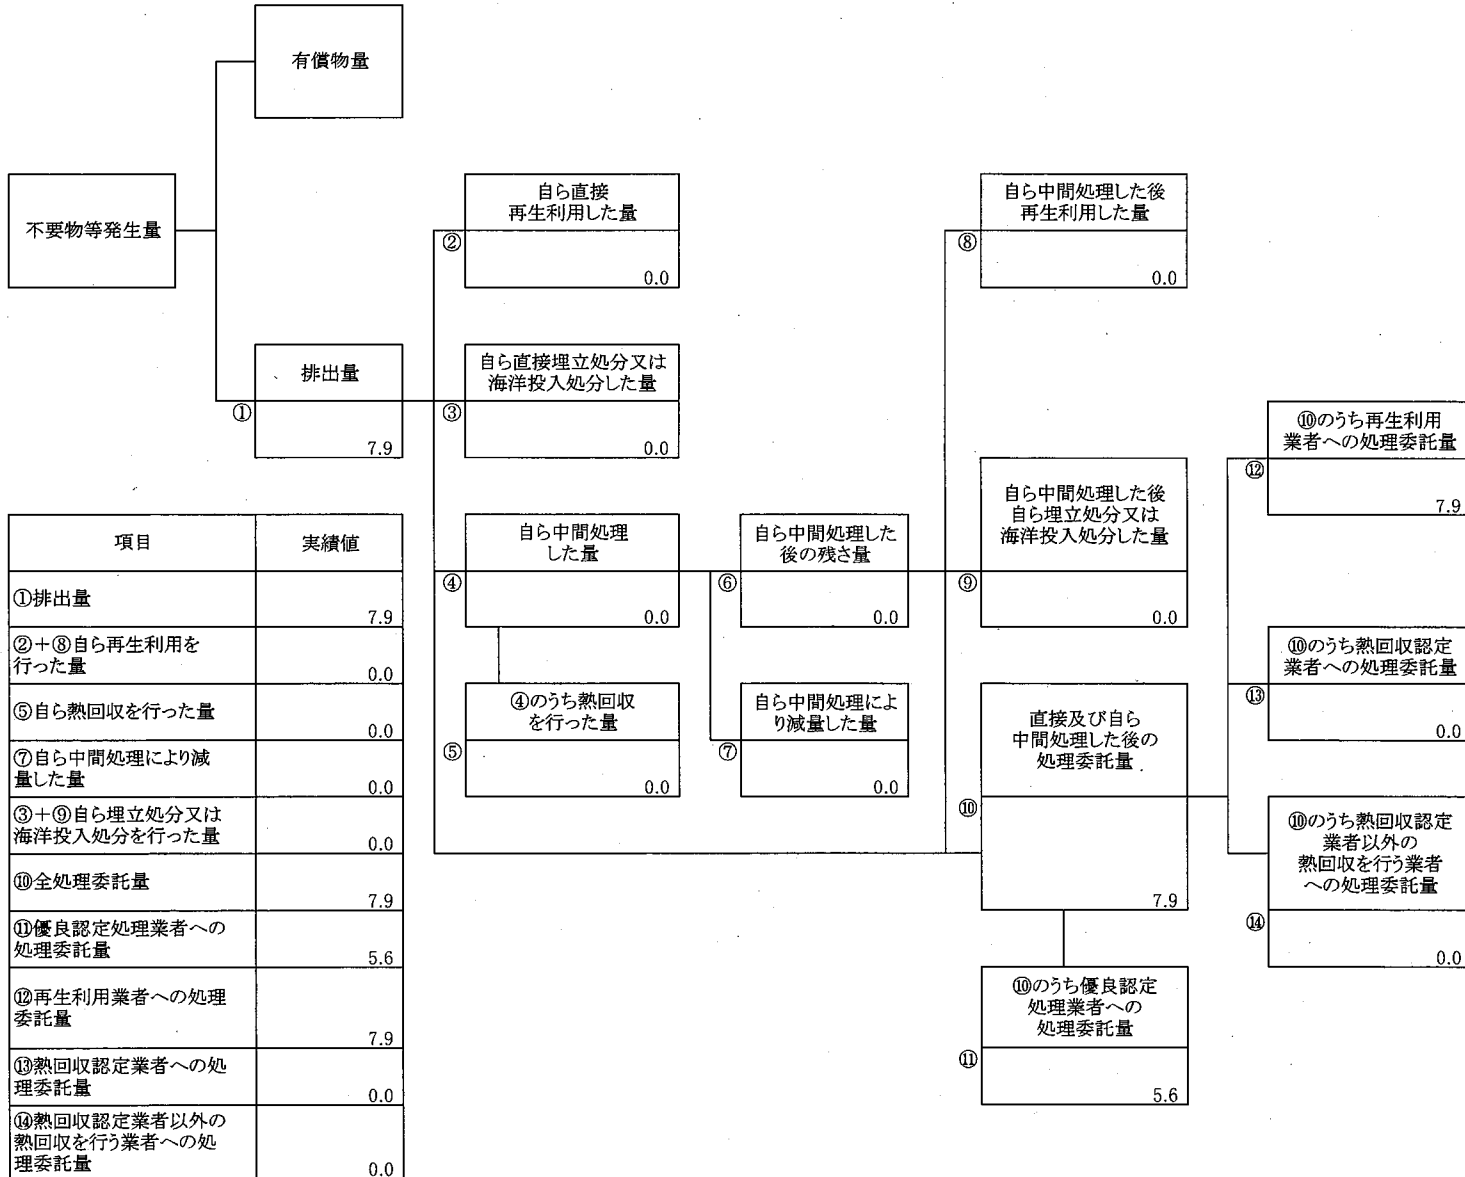 有償物量
不要物等発生量
自ら直接
再生利用した量
②
0.0
自ら中間処理した後
再生利用した量
⑧
0.0
排出量
①
7.9
自ら直接埋立処分又は
海洋投入処分した量
③
0.0
⑩のうち再生利用
業者への処理委託量
⑫
7.9
自ら中間処理した後
自ら埋立処分又は
海洋投入処分した量
⑨
0.0
自ら中間処理
した量
④
0.0
自ら中間処理した
後の残さ量
⑥
0.0
⑩のうち熱回収認定
業者への処理委託量
⑬
0.0
④のうち熱回収
を行った量
⑤
0.0
自ら中間処理によ
り減量した量
⑦
0.0
直接及び自ら
中間処理した後の
処理委託量
⑩
7.9
⑩のうち熱回収認定
業者以外の
熱回収を行う業者
への処理委託量
⑭
0.0
⑩のうち優良認定
処理業者への
処理委託量
⑪
5.6
項目 実績値
①排出量
7.9
②+⑧自ら再生利用を
行った量
0.0
⑤自ら熱回収を行った量
0.0
⑦自ら中間処理により減
量した量
0.0
③+⑨自ら埋立処分又は
海洋投入処分を行った量
0.0
⑩全処理委託量
7.9
⑪優良認定処理業者への
処理委託量
5.6
⑫再生利用業者への処理
委託量
7.9
⑬熱回収認定業者への処
理委託量
0.0
⑭熱回収認定業者以外の
熱回収を行う業者への処
理委託量
0.0